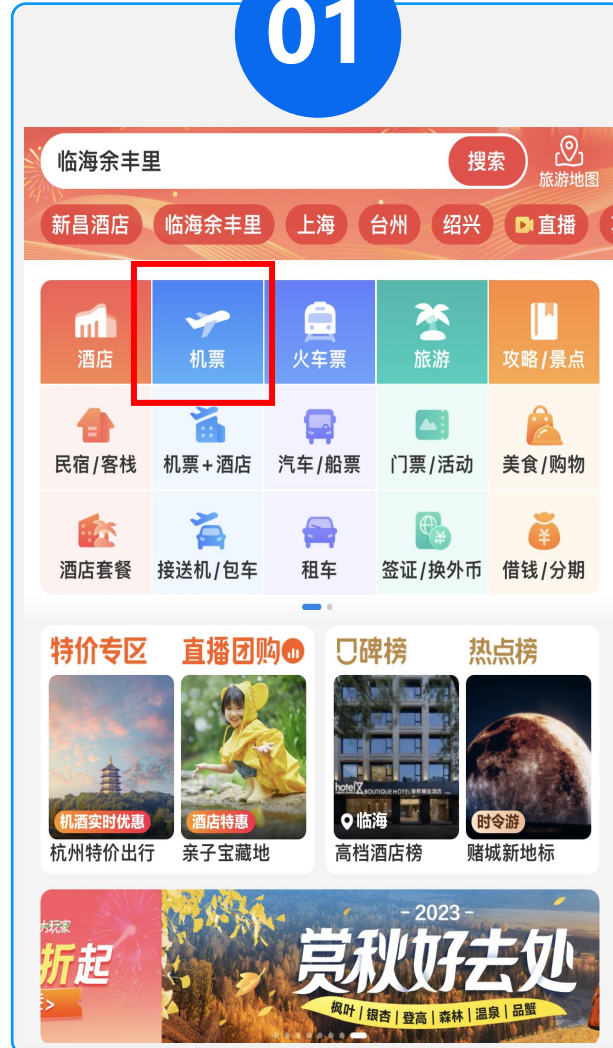 01
临海余丰里
搜索
旅游地图
新昌酒店
临海余丰里
上海
台州
绍兴
直播
酒店
机票
火车票
旅游
攻略/景点
民宿/客栈
机票+酒店
汽车/船票
门票/活动
美食/购物
酒店套餐
接送机/包车
租车
签证/换外币
借钱/分期
特价专区
直播团购
口碑榜
热点榜
机酒实时优惠
杭州特价出行
酒店特惠
亲子宝藏地
临海
高档酒店榜
时令游
赌城新地标
折起
- 2023 -
赏秋好去处
枫叶|银杏|登高|森林|温泉|品蟹